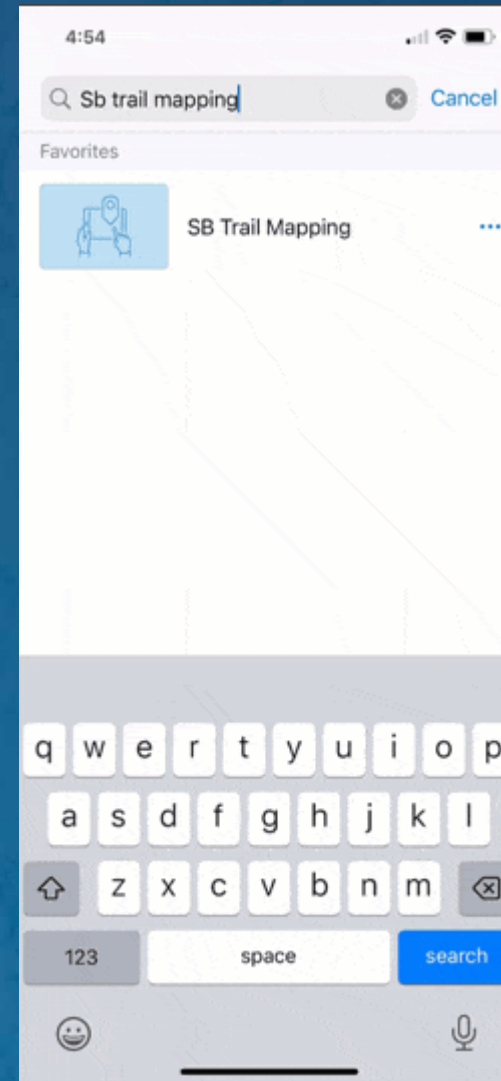 4:54
Sb trail mapping Cancel
Favorites
SB Trail Mapping
q w e r t y u i o p
a s d f g h j k l
z x c v b n m
123 space search